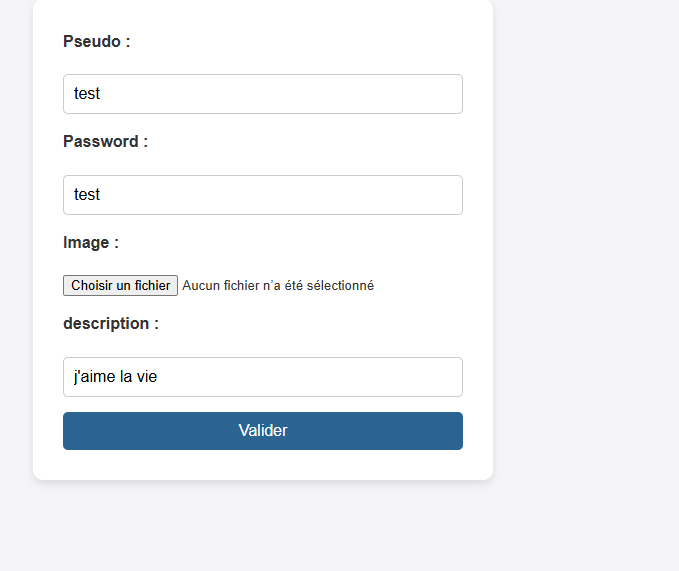 Pseudo :
test
Password :
test
Image :
Choisir un fichier Aucun fichier n’a été sélectionné
description :
j'aime la vie
Valider